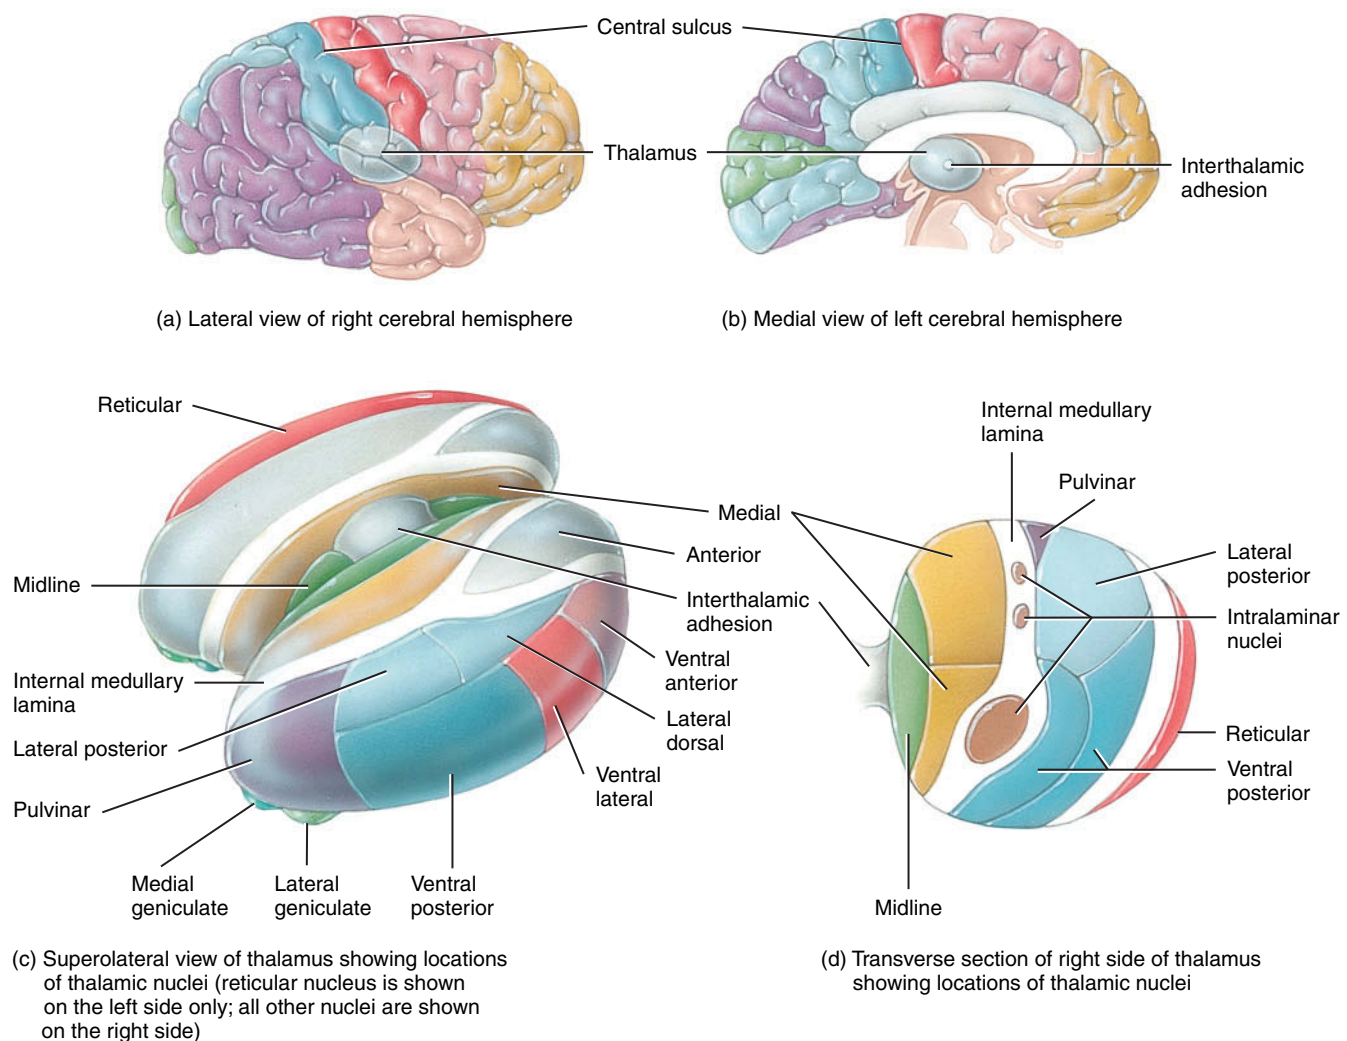 Central sulcus
Thalamus
Interthalamic
adhesion
(a) Lateral view of right cerebral hemisphere
(b) Medial view of left cerebral hemisphere
Reticular
Midline
Internal medullary
lamina
Lateral posterior
Pulvinar
Medial
geniculate
Lateral
geniculate
Ventral
posterior
Medial
Anterior
Interthalamic
adhesion
Ventral
anterior
Lateral
dorsal
Ventral
lateral
(c) Superolateral view of thalamus showing locations
of thalamic nuclei (reticular nucleus is shown
on the left side only; all other nuclei are shown
on the right side)
Internal medullary
lamina
Pulvinar
Lateral
posterior
Intralaminar
nuclei
Reticular
Ventral
posterior
Midline
(d) Transverse section of right side of thalamus
showing locations of thalamic nuclei